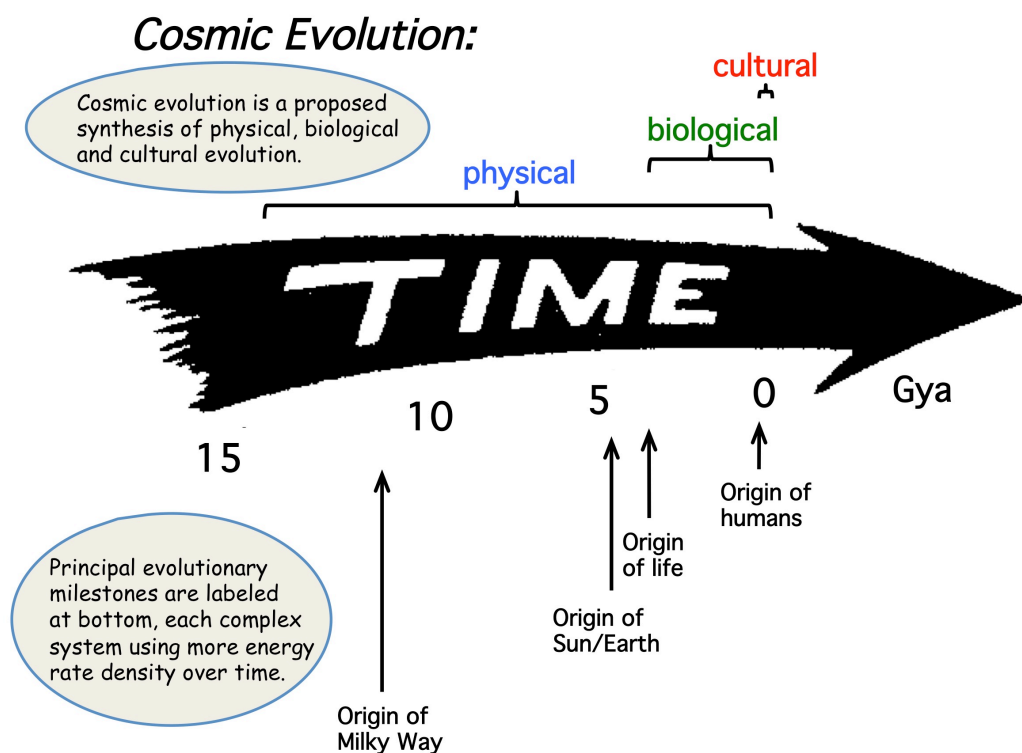 Cosmic Evolution:
Cosmic evolution is a proposed
synthesis of physical, biological
and cultural evolution.
cultural
biological
physical
TIME
15
10
5
0
Gya
Origin of
humans
Origin
of life
Origin of
Sun/Earth
Origin of
Milky Way
Principal evolutionary
milestones are labeled
at bottom, each complex
system using more energy
rate density over time.